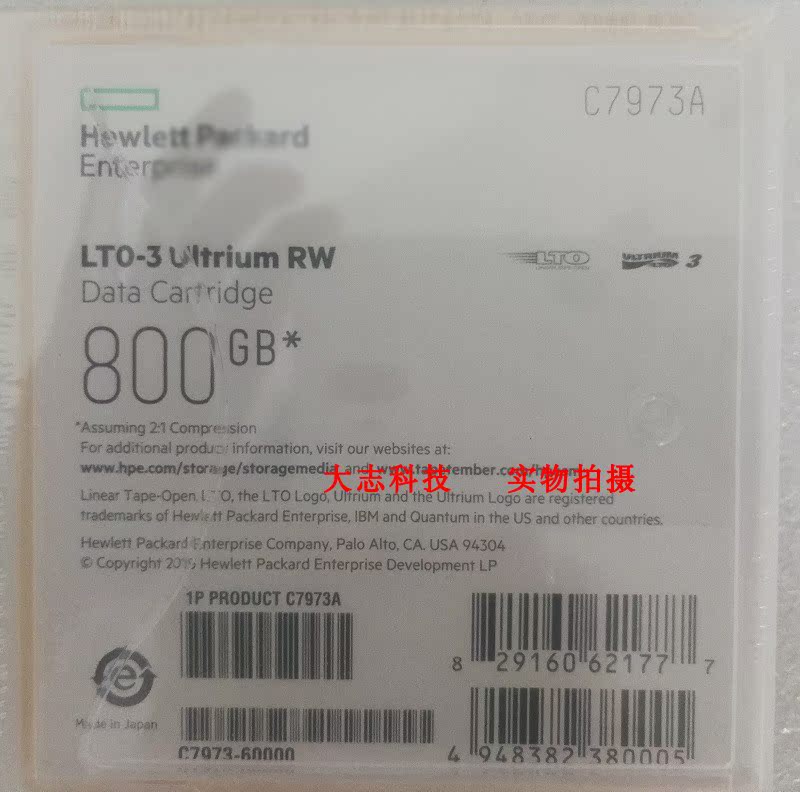 C7973A
Hewlett Packard
Enterprise
LTO-3 Ultrium RW
Data Cartridge
LTO
ULTRIUM 3
800 GB*
*Assuming 2:1 Compression
For additional product information, visit our websites at:
www.hpe.com/storage/storagemedia and
大志科技 实物拍摄
Linear Tape-Open, LTO, the LTO Logo, Ultrium and the Ultrium Logo are registered
trademarks of Hewlett Packard Enterprise, IBM and Quantum in the US and other countries.
Hewlett Packard Enterprise Company, Palo Alto, CA. USA 94304
© Copyright Hewlett Packard Enterprise Development LP
1P PRODUCT C7973A
8 29160 62177 7
Made in Japan
C7973-60000
4 948382 380005